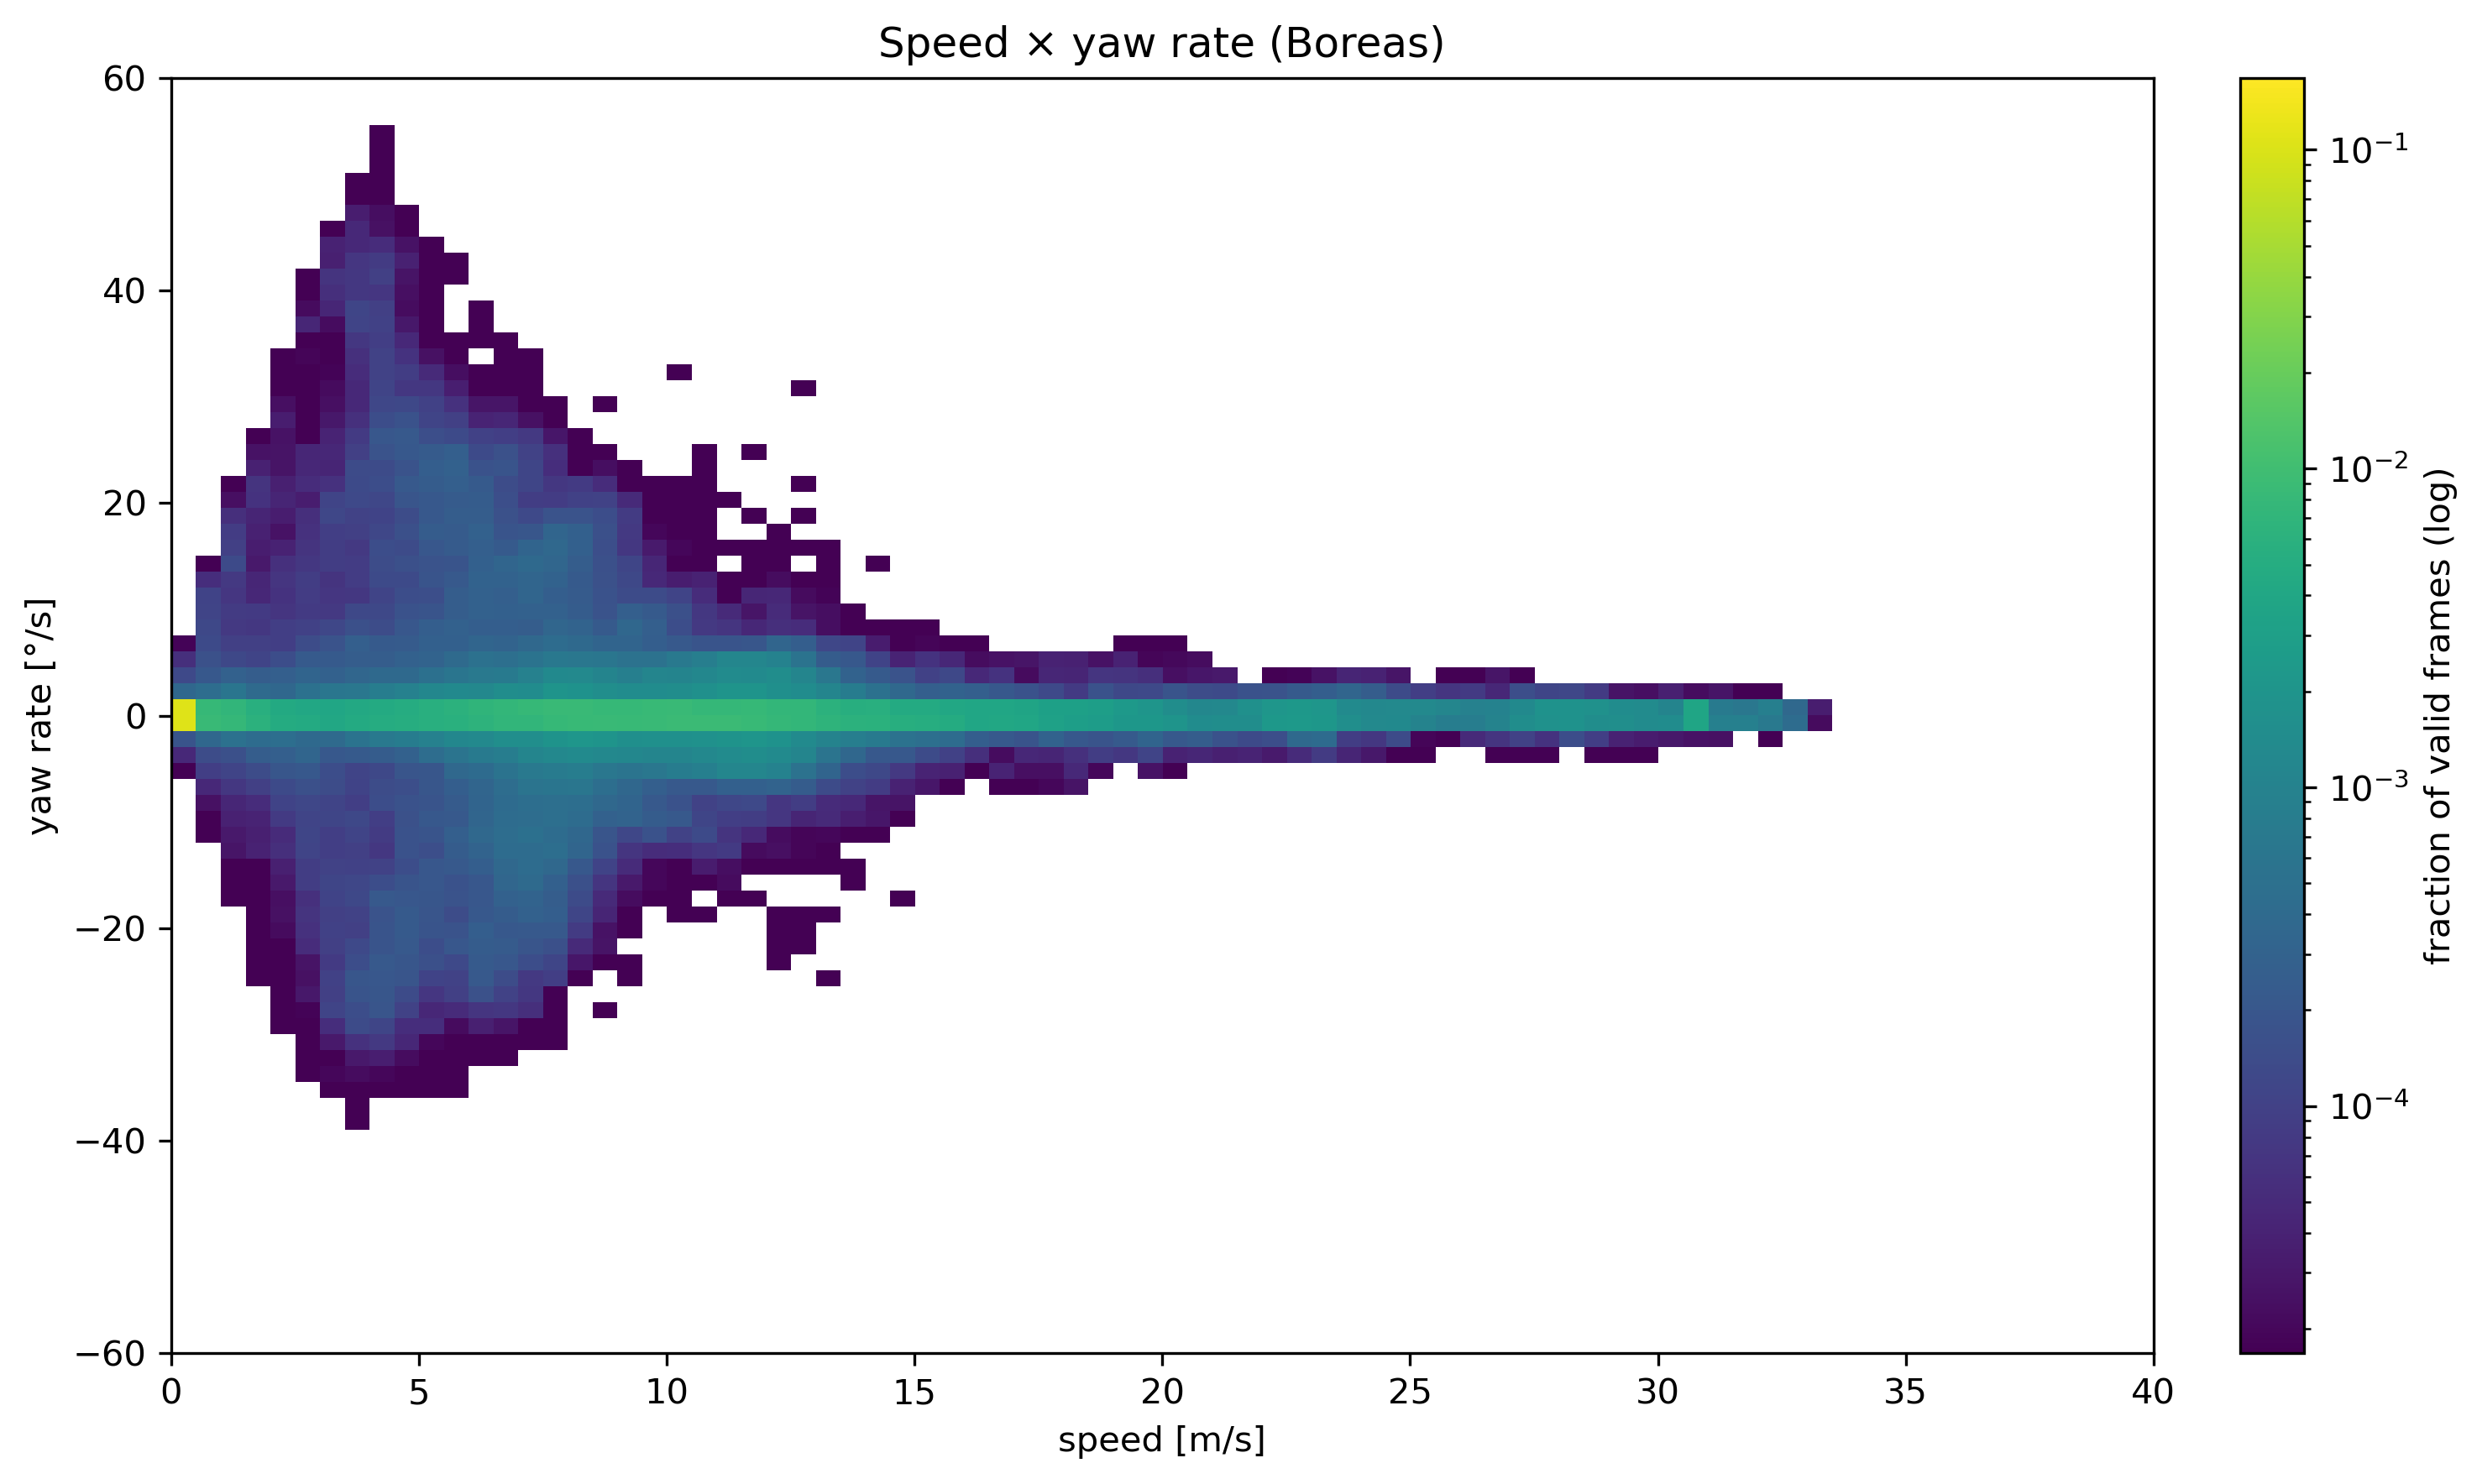 Speed × yaw rate (Boreas)
60
40
20
0
−20
−40
−60
yaw rate [°/s]
0 5 10 15 20 25 30 35 40
speed [m/s]
10⁻¹
10⁻²
10⁻³
10⁻⁴
fraction of valid frames (log)